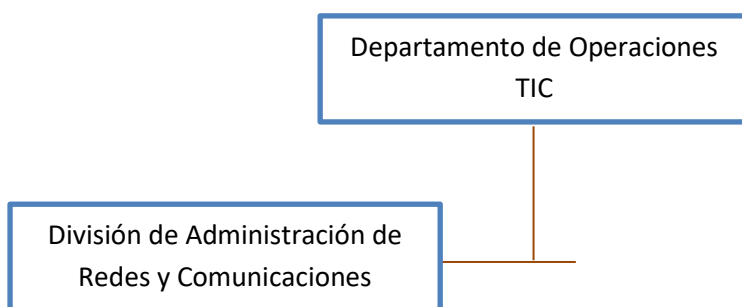 Departamento de Operaciones
TIC
División de Administración de
Redes y Comunicaciones